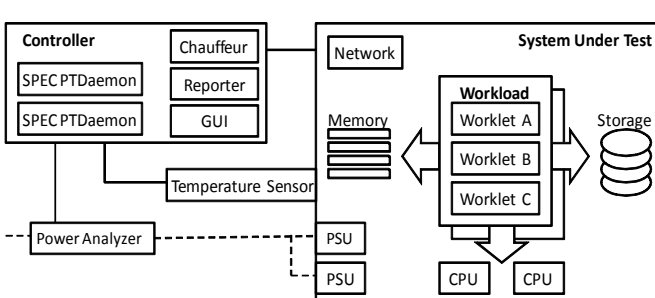 Controller
Chauffeur
SPEC PTDaemon
Reporter
SPEC PTDaemon
GUI
System Under Test
Network
Memory
Workload
Worklet A
Worklet B
Worklet C
Storage
Temperature Sensor
Power Analyzer
PSU
PSU
CPU
CPU